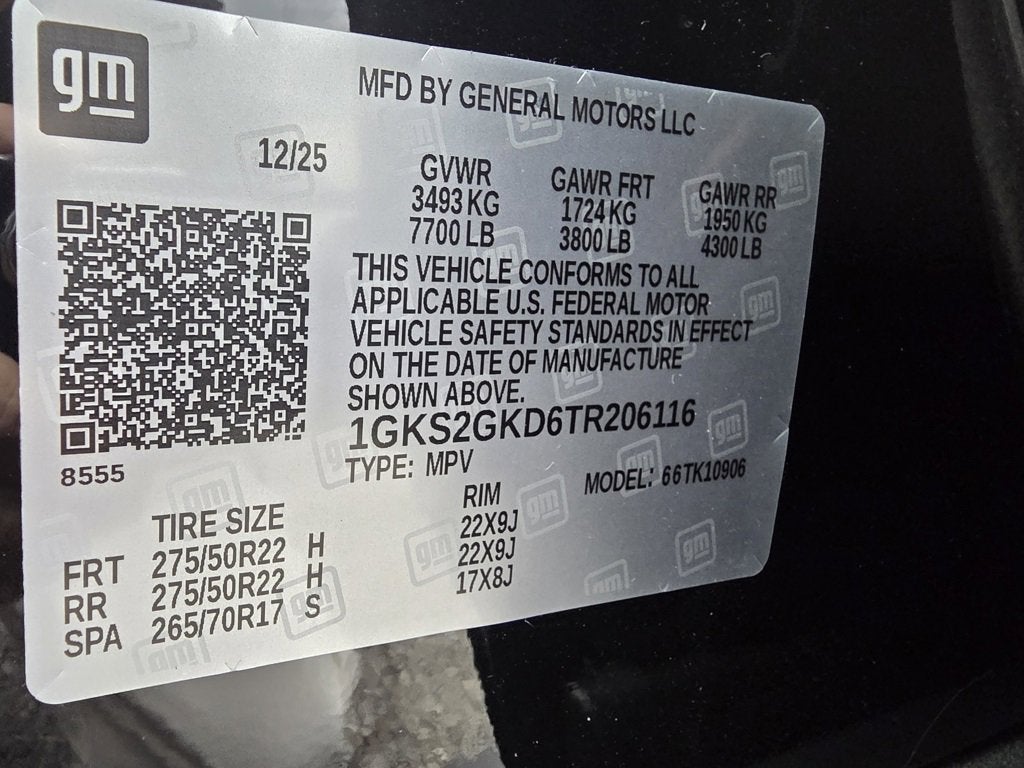 gm
MFD BY GENERAL MOTORS LLC
12/25
GVWR GAWR FRT GAWR RR
3493 KG 1724 KG 1950 KG
7700 LB 3800 LB 4300 LB
THIS VEHICLE CONFORMS TO ALL
APPLICABLE U.S. FEDERAL MOTOR
VEHICLE SAFETY STANDARDS IN EFFECT
ON THE DATE OF MANUFACTURE
SHOWN ABOVE.
1GKS2GKD6TR206116
8555
TYPE: MPV MODEL: 66TK10906
TIRE SIZE RIM
FRT 275/50R22 H 22X9J
RR 275/50R22 H 22X9J
SPA 265/70R17 S 17X8J